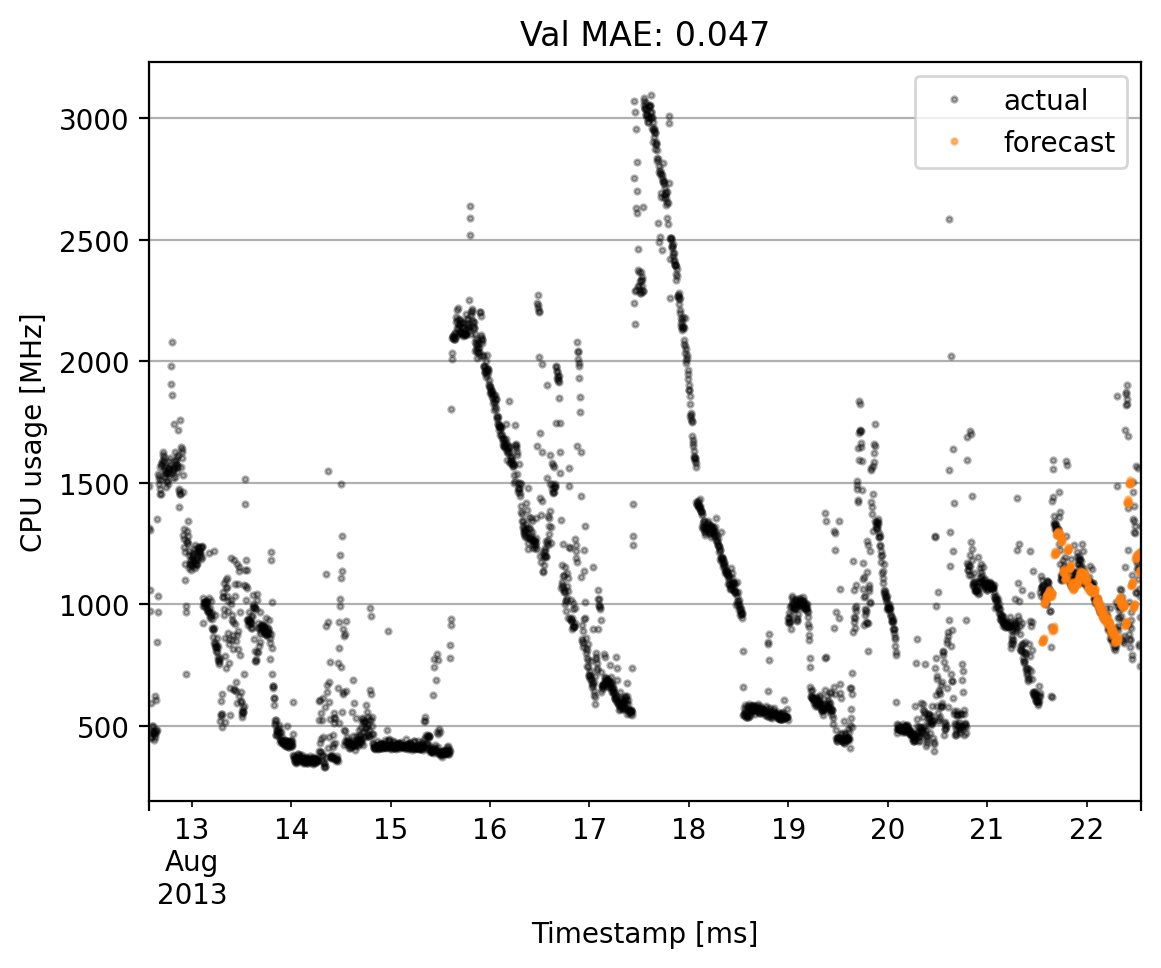 Val MAE: 0.047
actual
forecast
3000
2500
2000
1500
1000
500
CPU usage [MHz]
13 14 15 16 17 18 19 20 21 22
Aug
2013
Timestamp [ms]